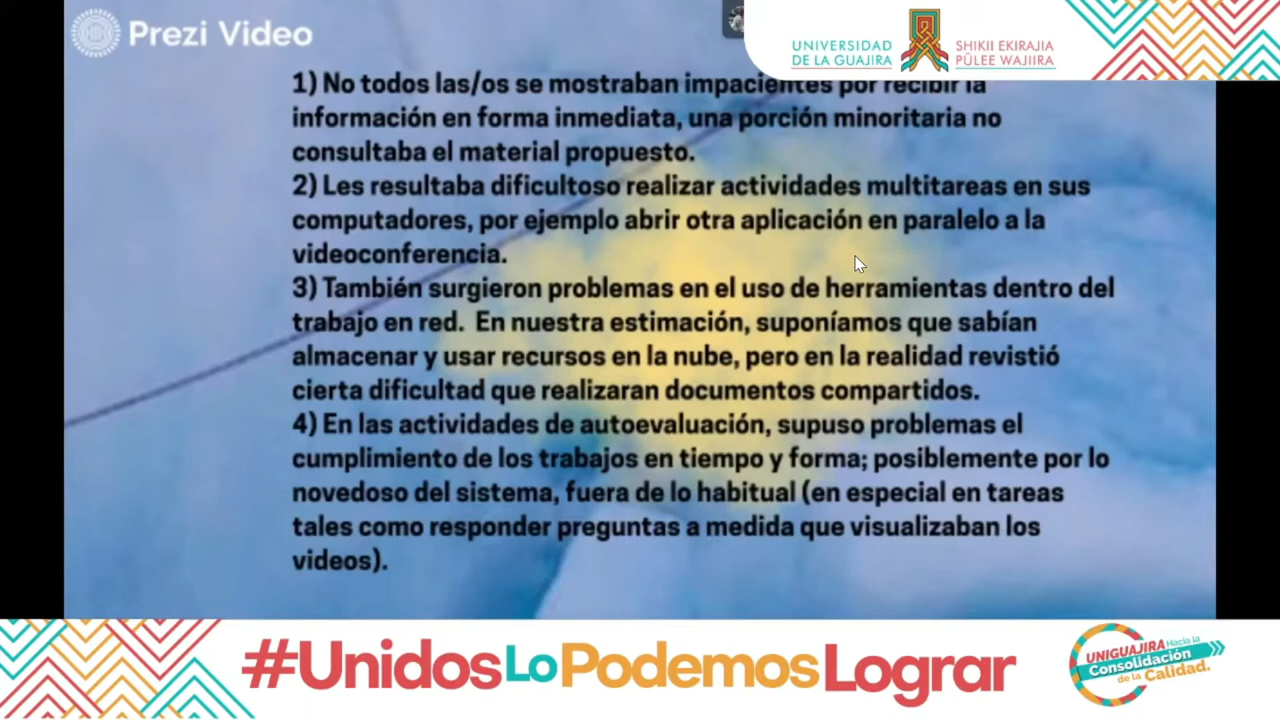 Prezi Video
UNIVERSIDAD
DE LA GUAJIRA
SHIKII EKIRAJIA
PÜLEE WAJIIRA
1) No todos las/os se mostraban impacientes por recibir la
información en forma inmediata, una porción minoritaria no
consultaba el material propuesto.
2) Les resultaba dificultoso realizar actividades multitareas en sus
computadores, por ejemplo abrir otra aplicación en paralelo a la
videoconferencia.
3) También surgieron problemas en el uso de herramientas dentro del
trabajo en red. En nuestra estimación, suponíamos que sabían
almacenar y usar recursos en la nube, pero en la realidad revistió
cierta dificultad que realizaran documentos compartidos.
4) En las actividades de autoevaluación, supuso problemas el
cumplimiento de los trabajos en tiempo y forma; posiblemente por lo
novedoso del sistema, fuera de lo habitual (en especial en tareas
tales como responder preguntas a medida que visualizaban los
videos).
#UnidosLoPodemosLograr
UNIGUAJIRA Hacia la
Consolidación
de la Calidad.